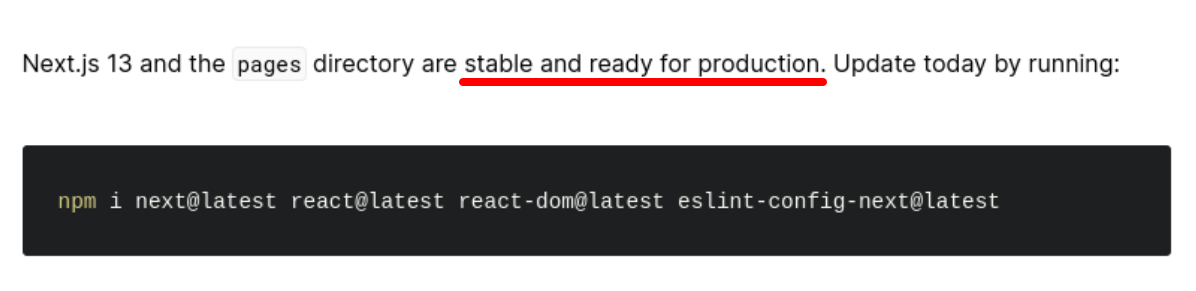 Next.js 13 and the pages directory are stable and ready for production. Update today by running:
npm i next@latest react@latest react-dom@latest eslint-config-next@latest